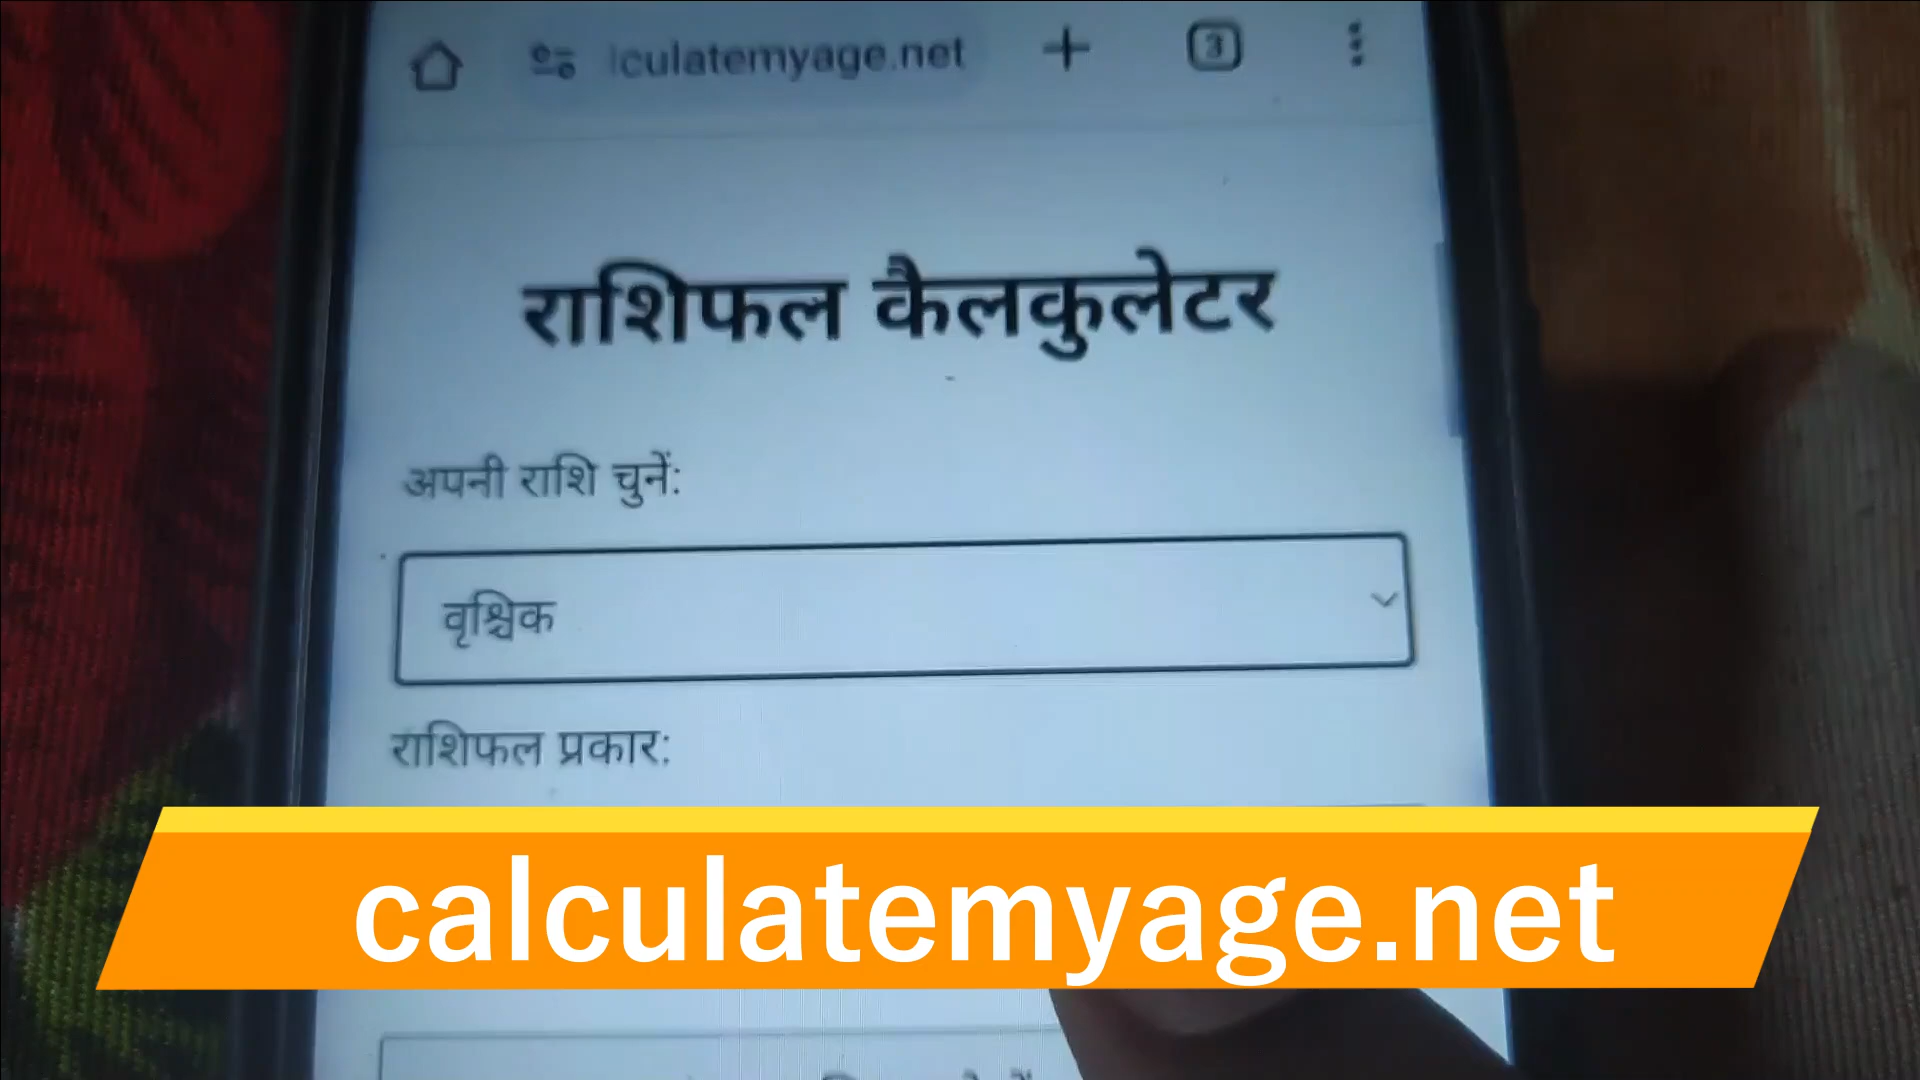 lculatemyage.net
3
राशिफल कैलकुलेटर
अपनी राशि चुनें:
वृश्चिक
राशिफल प्रकार:
calculatemyage.net